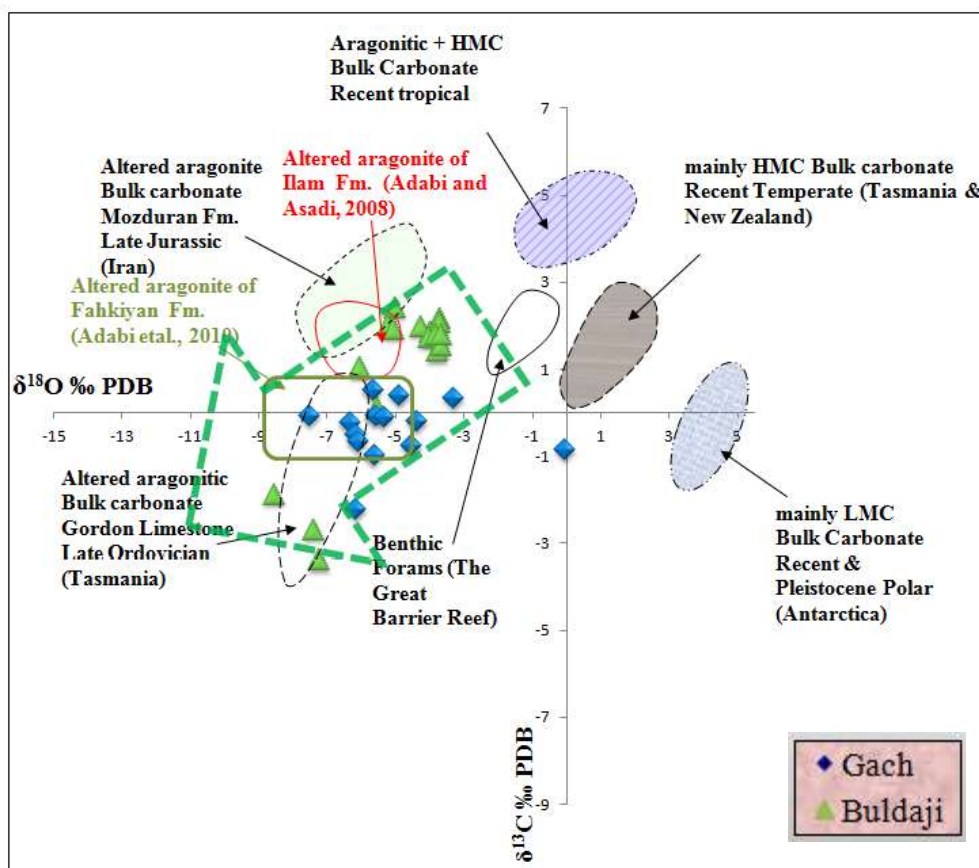 Aragonitic + HMC
Bulk Carbonate
Recent tropical
7
Altered aragonite
Bulk carbonate
Mozduran Fm.
Late Jurassic
(Iran)
Altered aragonite of
Ilam Fm. (Adabi and
Asadi, 2008)
mainly HMC Bulk carbonate
Recent Temperate (Tasmania &
New Zealand)
5
3
1
Altered aragonite of
Fahkiyan Fm.
(Adabi etal., 2010)
δ18O ‰ PDB
-15 -13 -11 -9 -7 -5 -3 -1 1 3 5
-1
-3
-5
-7
-9
Altered aragonitic
Bulk carbonate
Gordon Limestone
Late Ordovician
(Tasmania)
Benthic
Forams (The
Great
Barrier Reef)
mainly LMC
Bulk Carbonate
Recent &
Pleistocene Polar
(Antarctica)
δ13C ‰ PDB
Gach
Buldaji